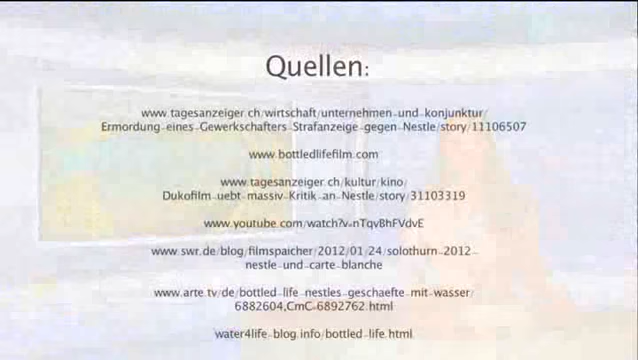 Quellen:
www.tagesanzeiger.ch/wirtschaft/unternehmen-und-konjunktur/
Ermordung-eines-Gewerkschafters-Strafanzeige-gegen-Nestle/story/11106507
www.bottledlifefilm.com
www.tagesanzeiger.ch/kultur/kino/
Dukofilm-uebt-massiv-Kritik-an-Nestle/story/31103319
www.youtube.com/watch?v=nTqvBhFVdvE
www.swr.de/blog/filmspaicher/2012/01/24/solothurn-2012-
nestle-und-carte-blanche
www.arte.tv/de/bottled-life-nestles-geschaefte-mit-wasser/
6882604,CmC-6892762.html
water4life-blog.info/bottled-life.html